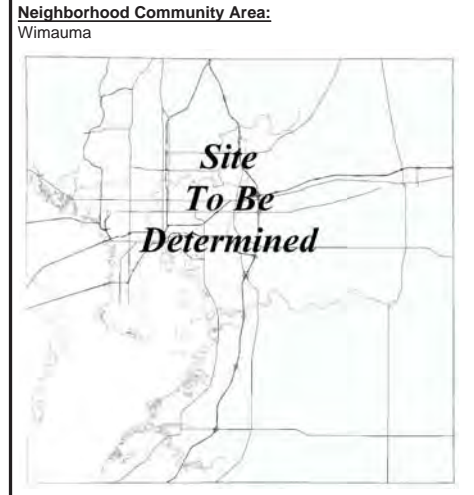 Neighborhood Community Area:
Wimauma
Site
To Be
Determined